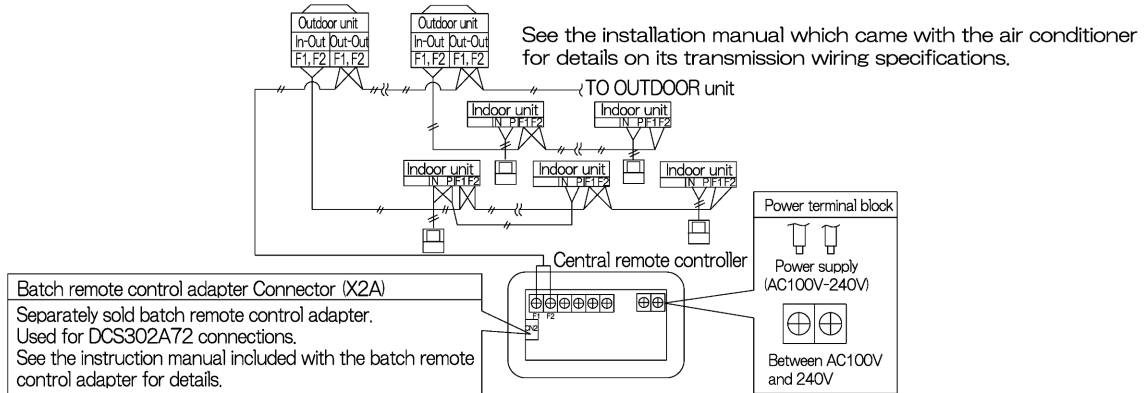 Outdoor unit
In-Out Out-Out
F1, F2 F1, F2
Outdoor unit
In-Out Out-Out
F1, F2 F1, F2
See the installation manual which came with the air conditioner
for details on its transmission wiring specifications.
TO OUTDOOR unit
Indoor unit
IN P F1 F2
Indoor unit
IN P F1 F2
Indoor unit
IN P F1 F2
Indoor unit
IN P F1 F2
Indoor unit
IN P F1 F2
Central remote controller
F1 F2
Batch remote control adapter Connector (X2A)
Separately sold batch remote control adapter.
Used for DCS302A72 connections.
See the instruction manual included with the batch remote
control adapter for details.
Power terminal block
Power supply
(AC100V-240V)
Between AC100V
and 240V